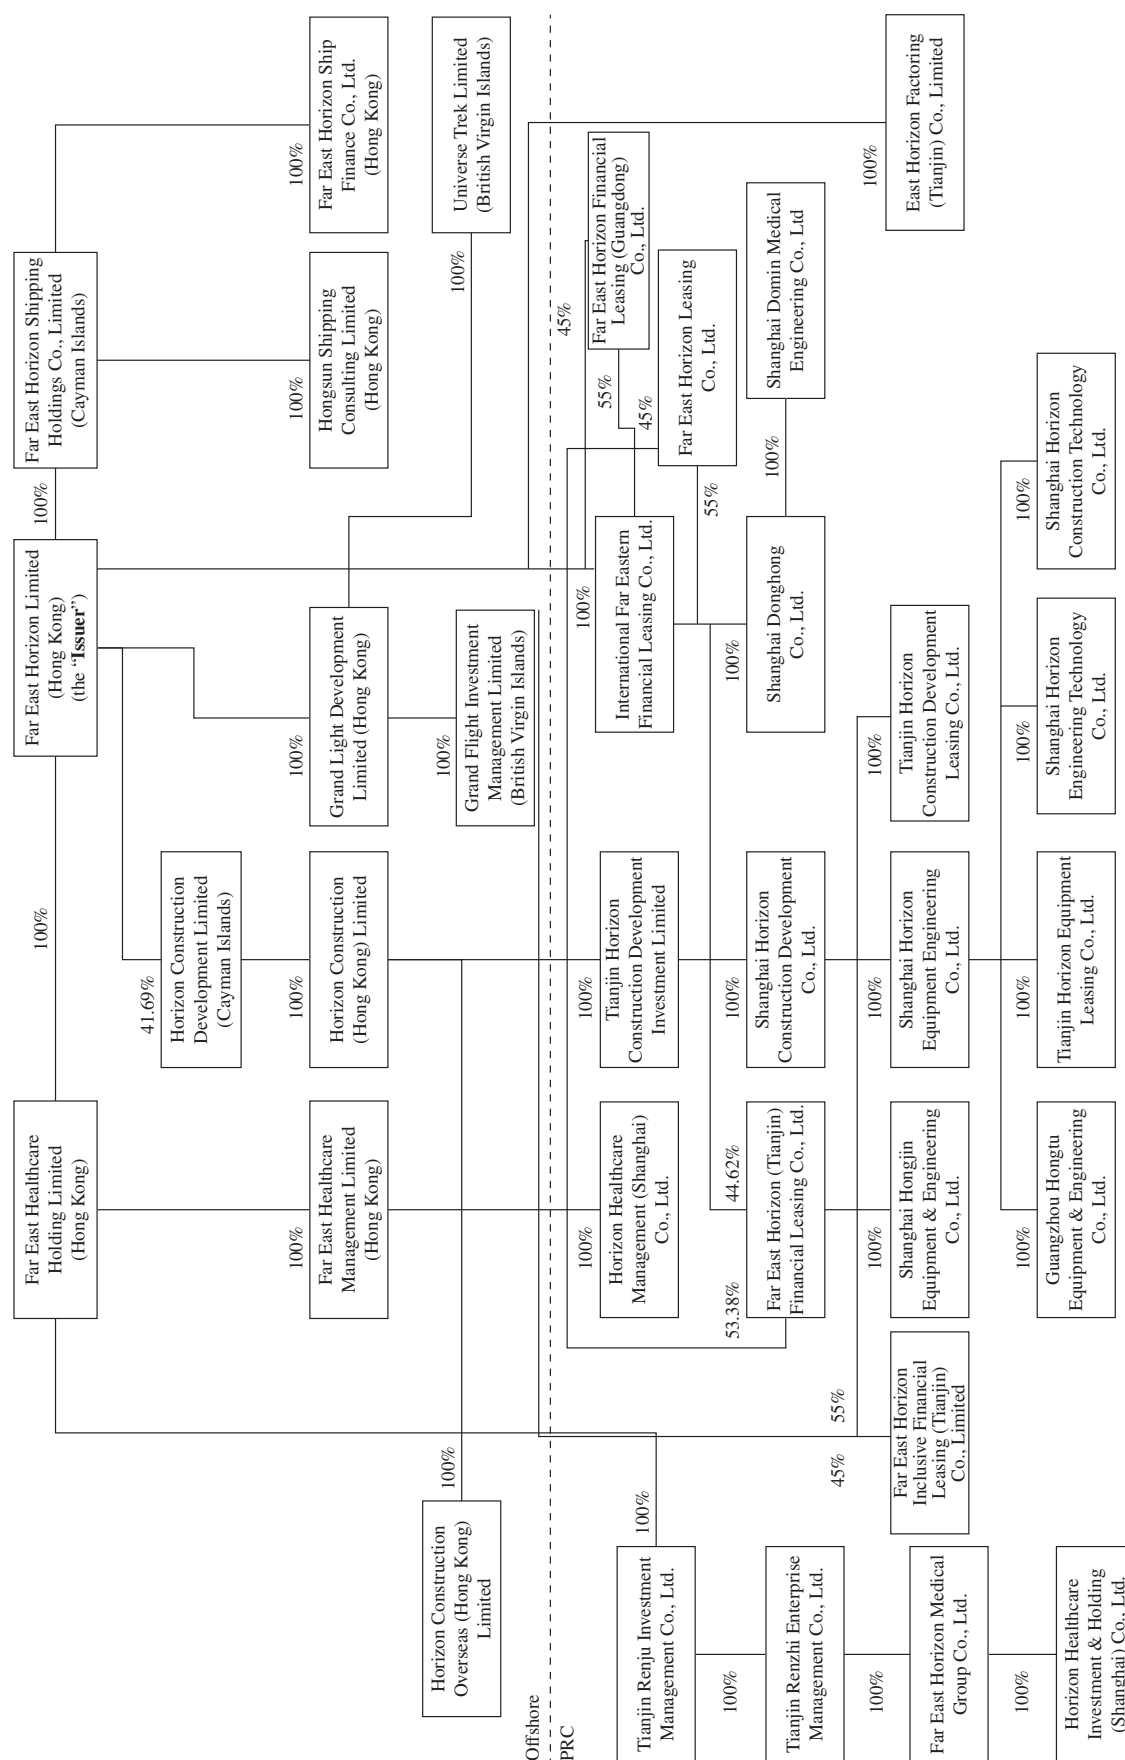 Far East Healthcare
Holding Limited
(Hong Kong)
100%
Far East Horizon Limited
(Hong Kong)
(the “Issuer”)
100%
Far East Horizon Shipping
Holdings Co., Limited
(Cayman Islands)
41.69%
Horizon Construction
Development Limited
(Cayman Islands)
100%
Far East Healthcare
Management Limited
(Hong Kong)
100%
Horizon Construction
(Hong Kong) Limited
100%
Grand Light Development
Limited (Hong Kong)
100%
Hongsun Shipping
Consulting Limited
(Hong Kong)
100%
Far East Horizon Ship
Finance Co., Ltd.
(Hong Kong)
Horizon Construction
Overseas (Hong Kong)
Limited
100%
100%
Grand Flight Investment
Management Limited
(British Virgin Islands)
100%
Universe Trek Limited
(British Virgin Islands)
Offshore
PRC
Tianjin Renju Investment
Management Co., Ltd.
100%
100%
Horizon Healthcare
Management (Shanghai)
Co., Ltd.
100%
Tianjin Horizon
Construction Development
Investment Limited
100%
International Far Eastern
Financial Leasing Co., Ltd.
45%
55%
Far East Horizon Financial
Leasing (Guangdong)
Co., Ltd.
45%
Far East Horizon Leasing
Co., Ltd.
55%
100%
Tianjin Renzhi Enterprise
Management Co., Ltd.
53.38%
44.62%
Far East Horizon (Tianjin)
Financial Leasing Co., Ltd.
100%
Shanghai Horizon
Construction Development
Co., Ltd.
100%
Shanghai Donghong
Co., Ltd.
100%
Shanghai Domin Medical
Engineering Co., Ltd
100%
Far East Horizon Medical
Group Co., Ltd.
45%
55%
Far East Horizon
Inclusive Financial
Leasing (Tianjin)
Co., Limited
100%
Shanghai Hongjin
Equipment & Engineering
Co., Ltd.
100%
Shanghai Horizon
Equipment Engineering
Co., Ltd.
100%
Tianjin Horizon
Construction Development
Leasing Co., Ltd.
100%
East Horizon Factoring
(Tianjin) Co., Limited
100%
Horizon Healthcare
Investment & Holding
(Shanghai) Co., Ltd.
100%
Guangzhou Hongtu
Equipment & Engineering
Co., Ltd.
100%
Tianjin Horizon Equipment
Leasing Co., Ltd.
100%
Shanghai Horizon
Engineering Technology
Co., Ltd.
100%
Shanghai Horizon
Construction Technology
Co., Ltd.